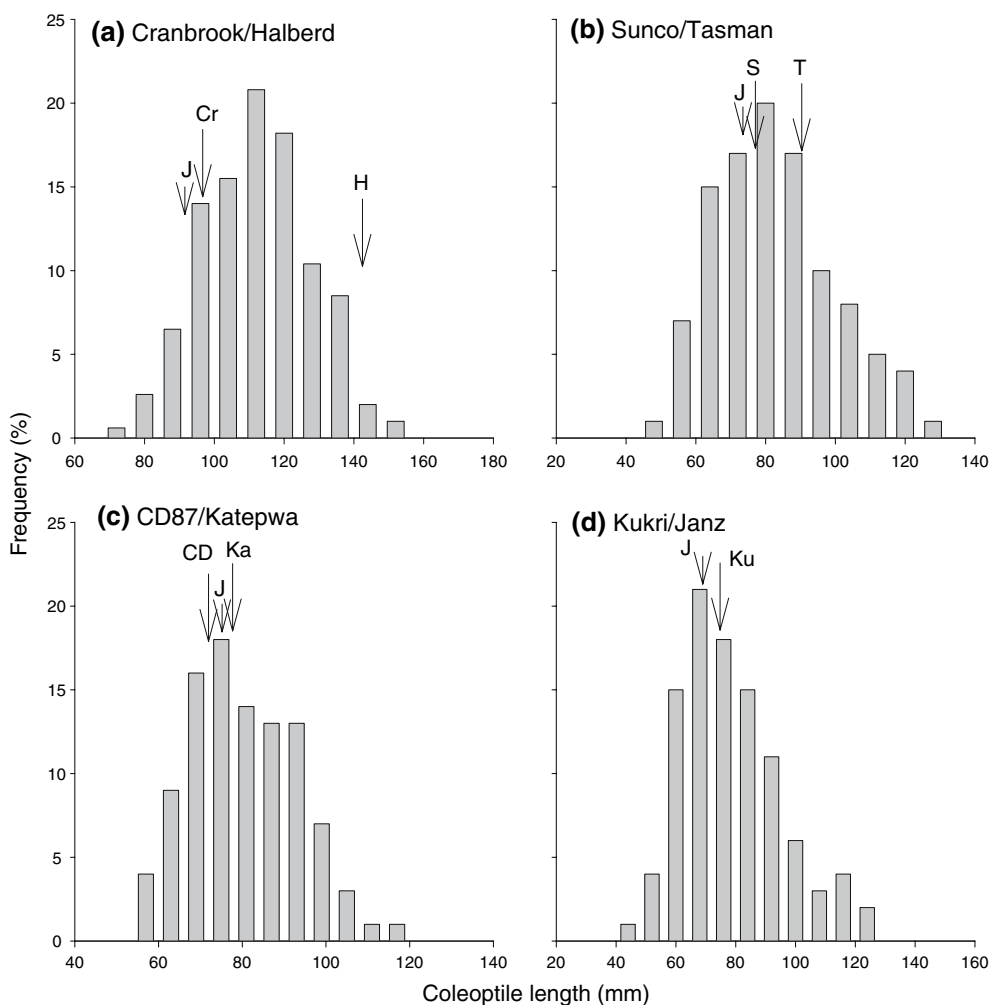 (a) Cranbrook/Halberd
25
20
15
10
5
0
J
Cr
H
60 80 100 120 140 160 180
(b) Sunco/Tasman
J
S
T
20 40 60 80 100 120 140
Frequency (%)
(c) CD87/Katepwa
25
20
15
10
5
0
CD
J
Ka
40 60 80 100 120 140
(d) Kukri/Janz
J
Ku
20 40 60 80 100 120 140 160
Coleoptile length (mm)